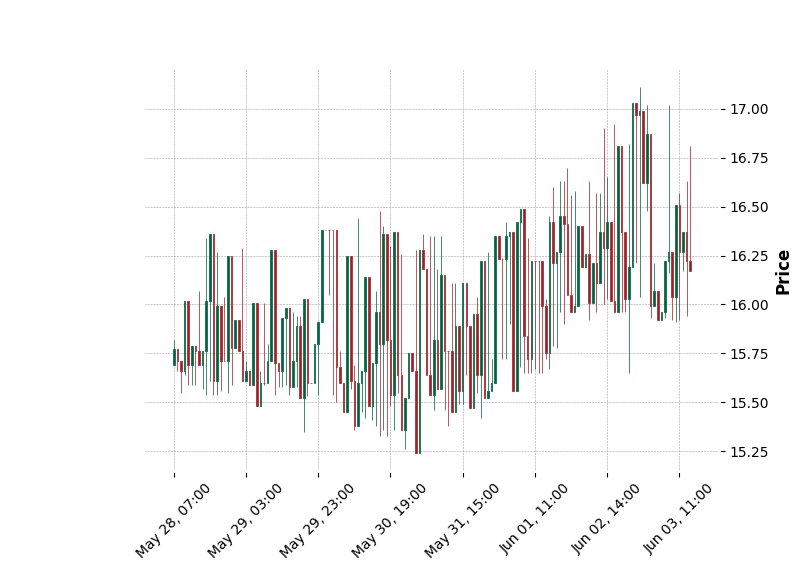 17.00
16.75
16.50
16.25
16.00
15.75
15.50
15.25
Price
May 28, 07:00
May 29, 03:00
May 29, 23:00
May 30, 19:00
May 31, 15:00
Jun 01, 11:00
Jun 02, 14:00
Jun 03, 11:00